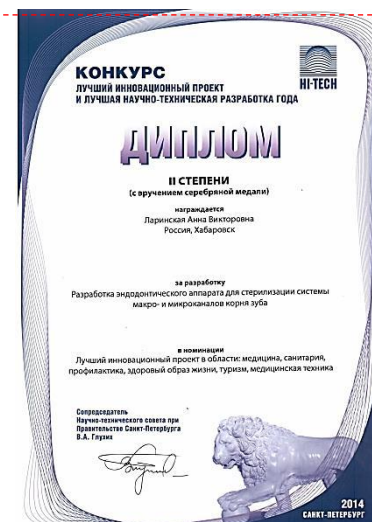 КОНКУРС
ЛУЧШИЙ ИННОВАЦИОННЫЙ ПРОЕКТ
И ЛУЧШАЯ НАУЧНО-ТЕХНИЧЕСКАЯ РАЗРАБОТКА ГОДА
HI-TECH
ДИПЛОМ
II СТЕПЕНИ
(с вручением серебряной медали)
награждается
Ларинская Анна Викторовна
Россия, Хабаровск
за разработку
Разработка эндодонтического аппарата для стерилизации системы
макро- и микроканалов корня зуба
в номинации
Лучший инновационный проект в области: медицина, санитария,
профилактика, здоровый образ жизни, туризм, медицинская техника
Сопредседатель
Научно-технического совета при
Правительстве Санкт-Петербурга
В.А. Глухих
2014
САНКТ-ПЕТЕРБУРГ